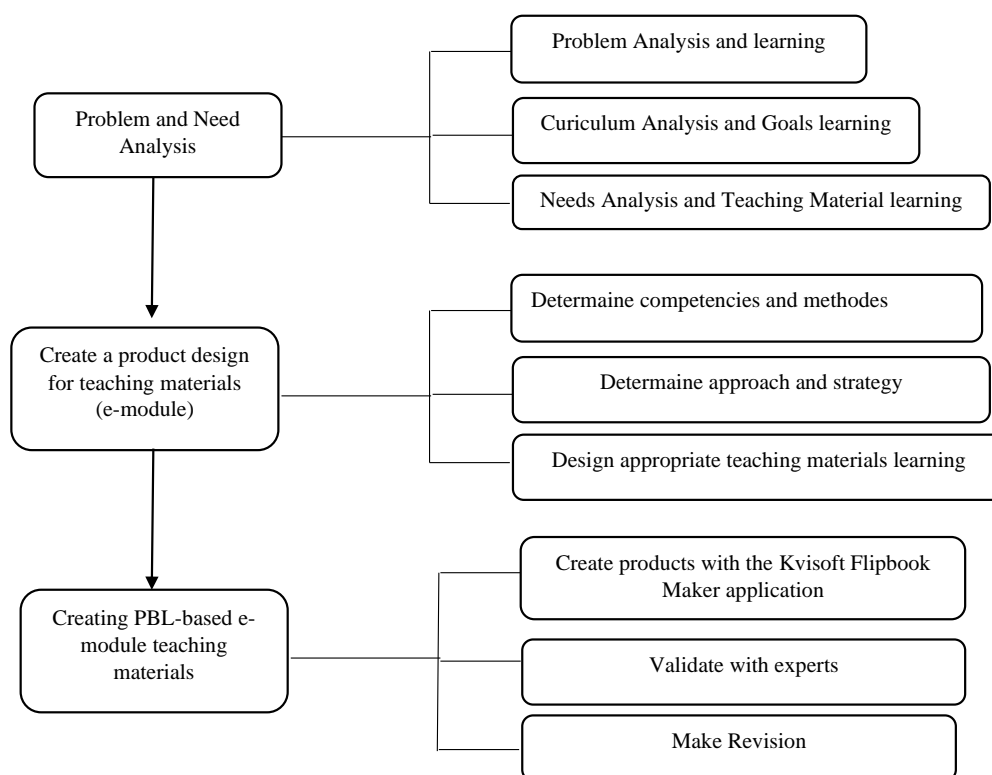 Problem Analysis and learning
Problem and Need
Analysis
Curiculum Analysis and Goals learning
Needs Analysis and Teaching Material learning
Create a product design
for teaching materials
(e-module)
Determaine competencies and methodes
Determaine approach and strategy
Design appropriate teaching materials learning
Creating PBL-based e-
module teaching
materials
Create products with the Kvisoft Flipbook
Maker application
Validate with experts
Make Revision